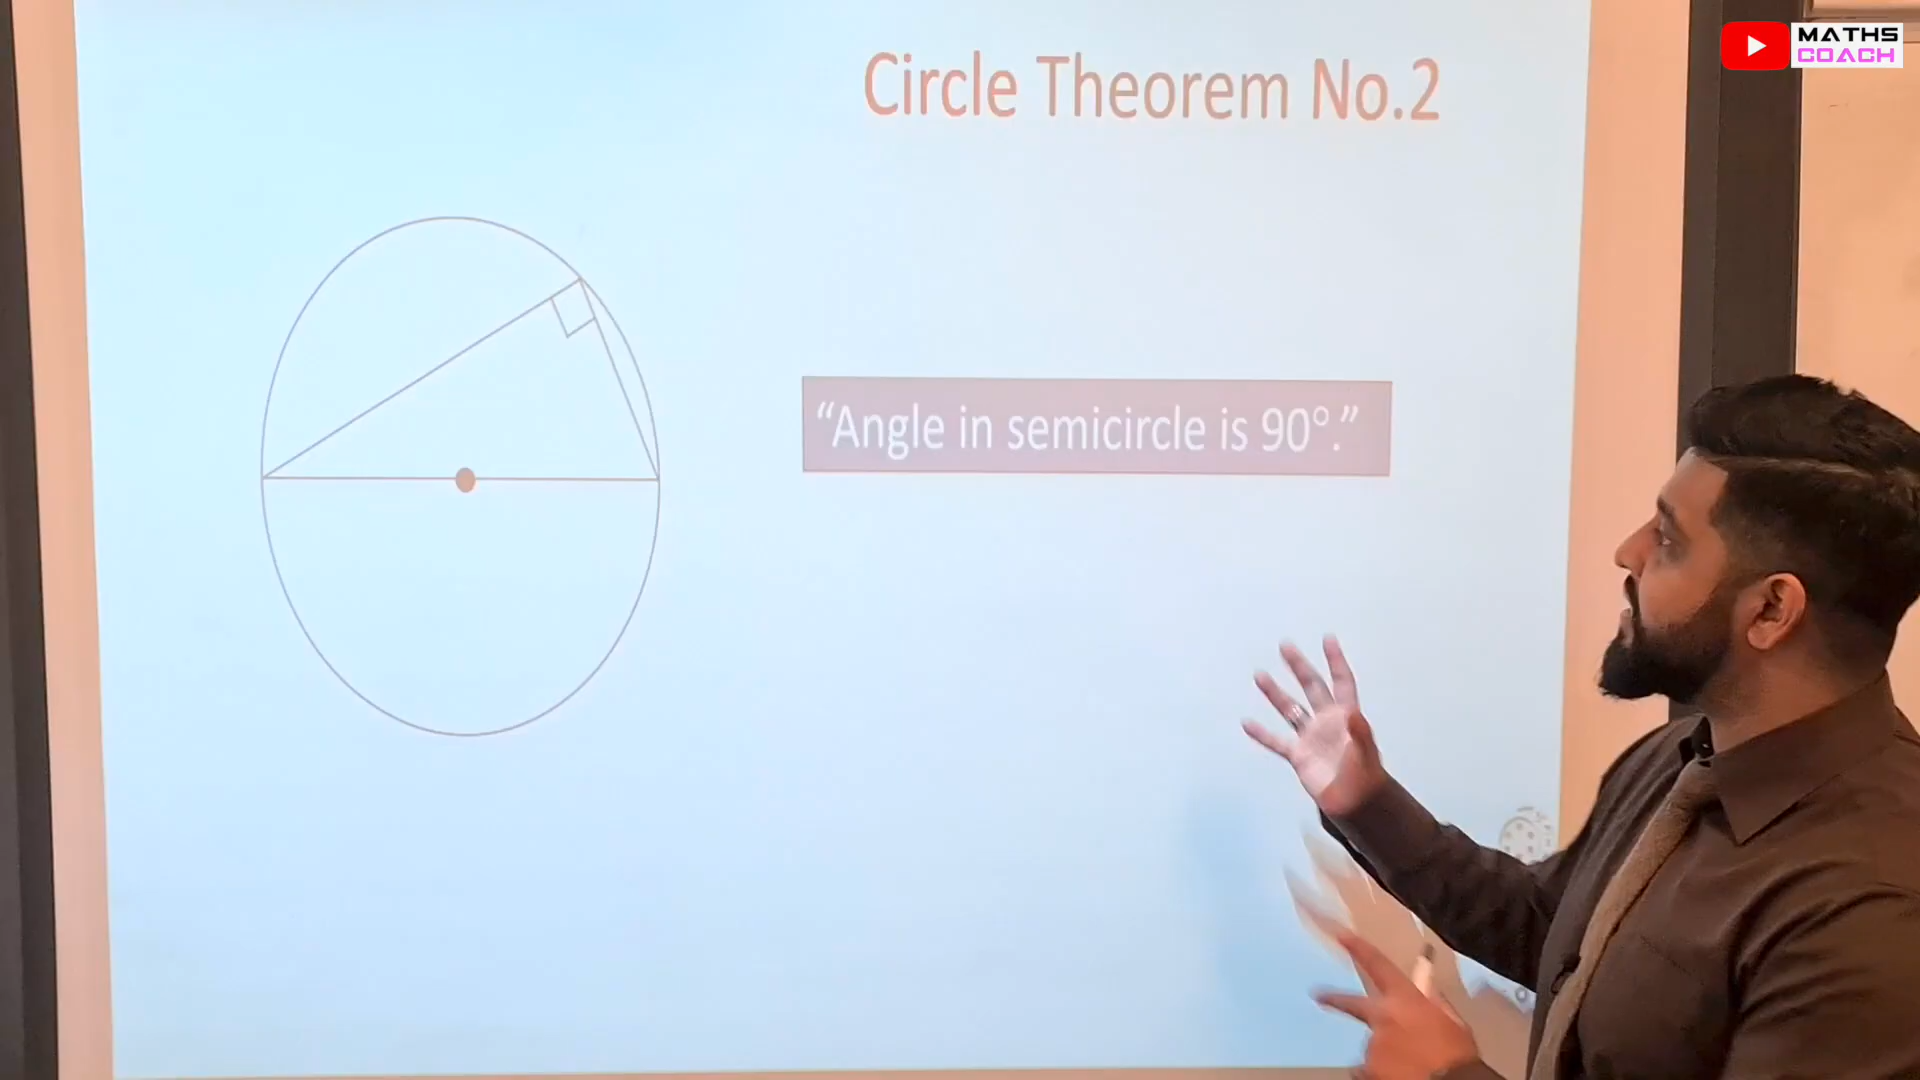 MATHS
COACH
Circle Theorem No.2
“Angle in semicircle is 90°.”